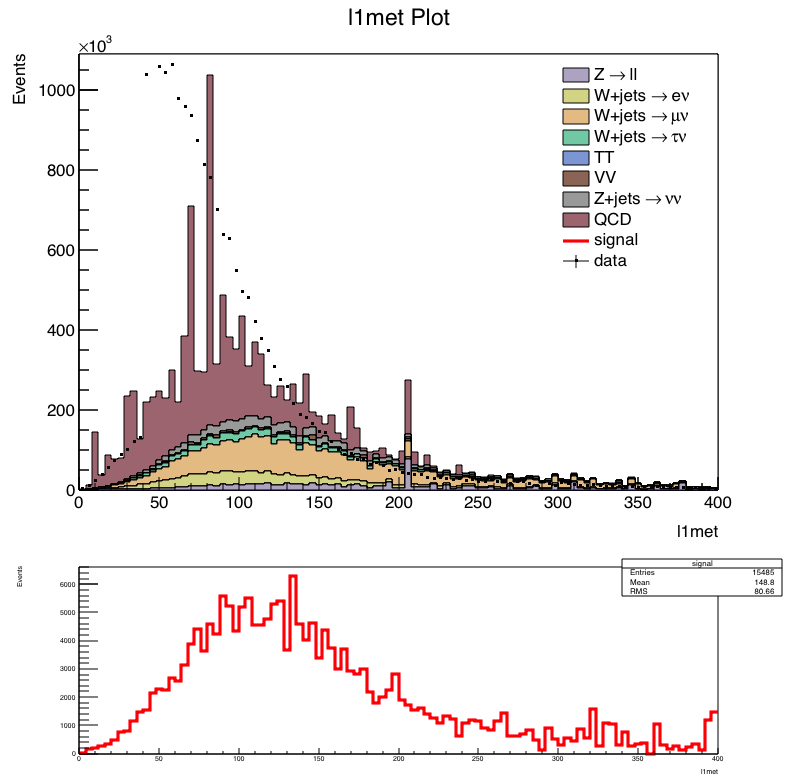 l1met Plot
×10³
Events
1000
800
600
400
200
0
0 50 100 150 200 250 300 350 400
l1met
Z → ll
W+jets → eν
W+jets → μν
W+jets → τν
TT
VV
Z+jets → νν
QCD
signal
data
Events
6000
5000
4000
3000
2000
1000
0
0 50 100 150 200 250 300 350 400
l1met
signal
Entries 15485
Mean 148.8
RMS 80.66